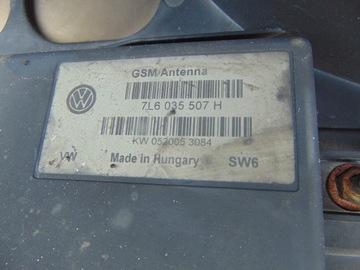 GSM/Antenna
7L6 035 507 H
KW 052005 3084
VW Made in Hungary SW6